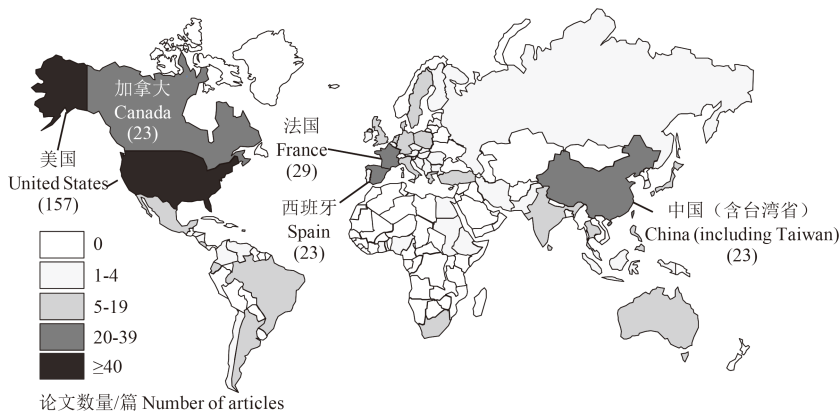 加拿大
Canada
(23)
美国
United States
(157)
法国
France
(29)
西班牙
Spain
(23)
中国（含台湾省）
China (including Taiwan)
(23)
0
1-4
5-19
20-39
≥40
论文数量/篇 Number of articles